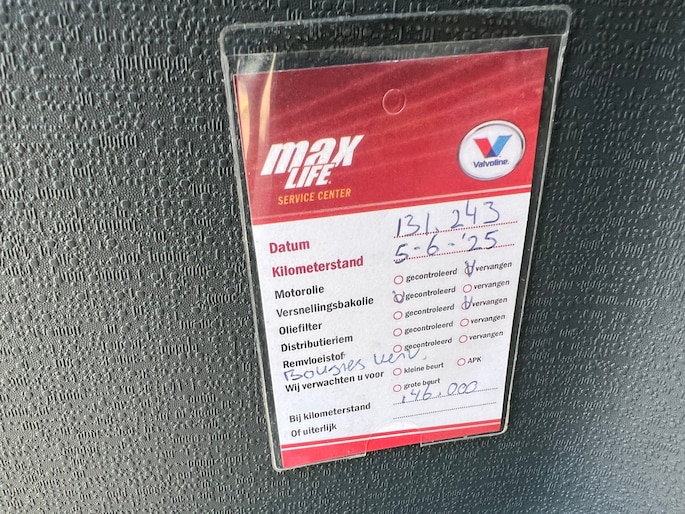 max
LIFE
SERVICE CENTER
Valvoline
Datum 131,243
Kilometerstand 5-6-'25
Motorolie gecontroleerd vervangen
Versnellingsbakolie gecontroleerd vervangen
Oliefilter gecontroleerd vervangen
Distributieriem gecontroleerd vervangen
Remvloeistof gecontroleerd vervangen
Bougies verv.
Wij verwachten u voor kleine beurt APK
grote beurt
Bij kilometerstand 146.000
Of uiterlijk